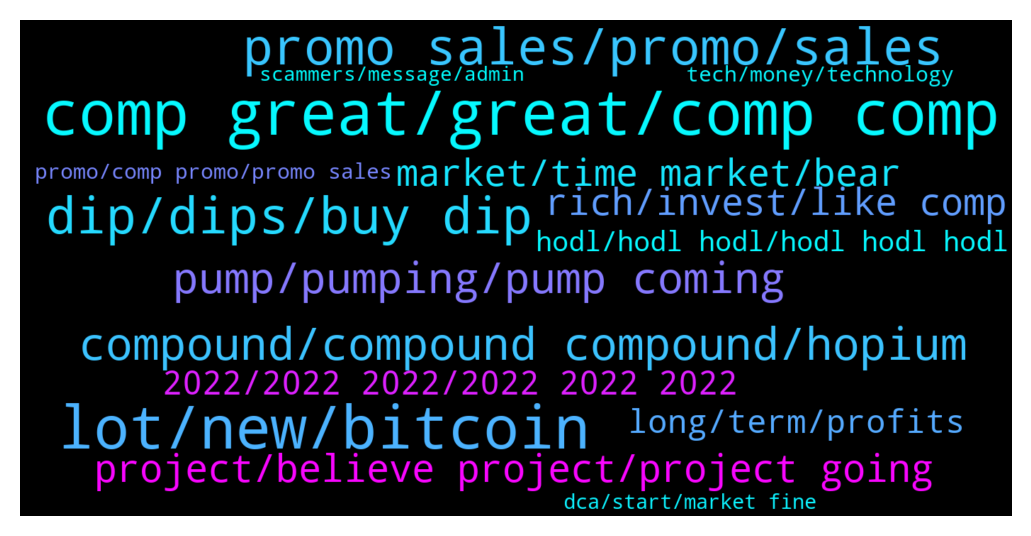 promo sales/promo/sales
scammers/message/admin
tech/money/technology
comp great/great/comp comp
promo/comp promo/promo sales
market/time market/bear
dip/dips/buy dip
rich/invest/like comp
hodl/hodl hodl/hodl hodl hodl
pump/pumping/pump coming
compound/compound compound/hopium
2022/2022 2022/2022 2022 2022
lot/new/bitcoin
long/term/profits
project/believe project/project going
dca/start/market fine